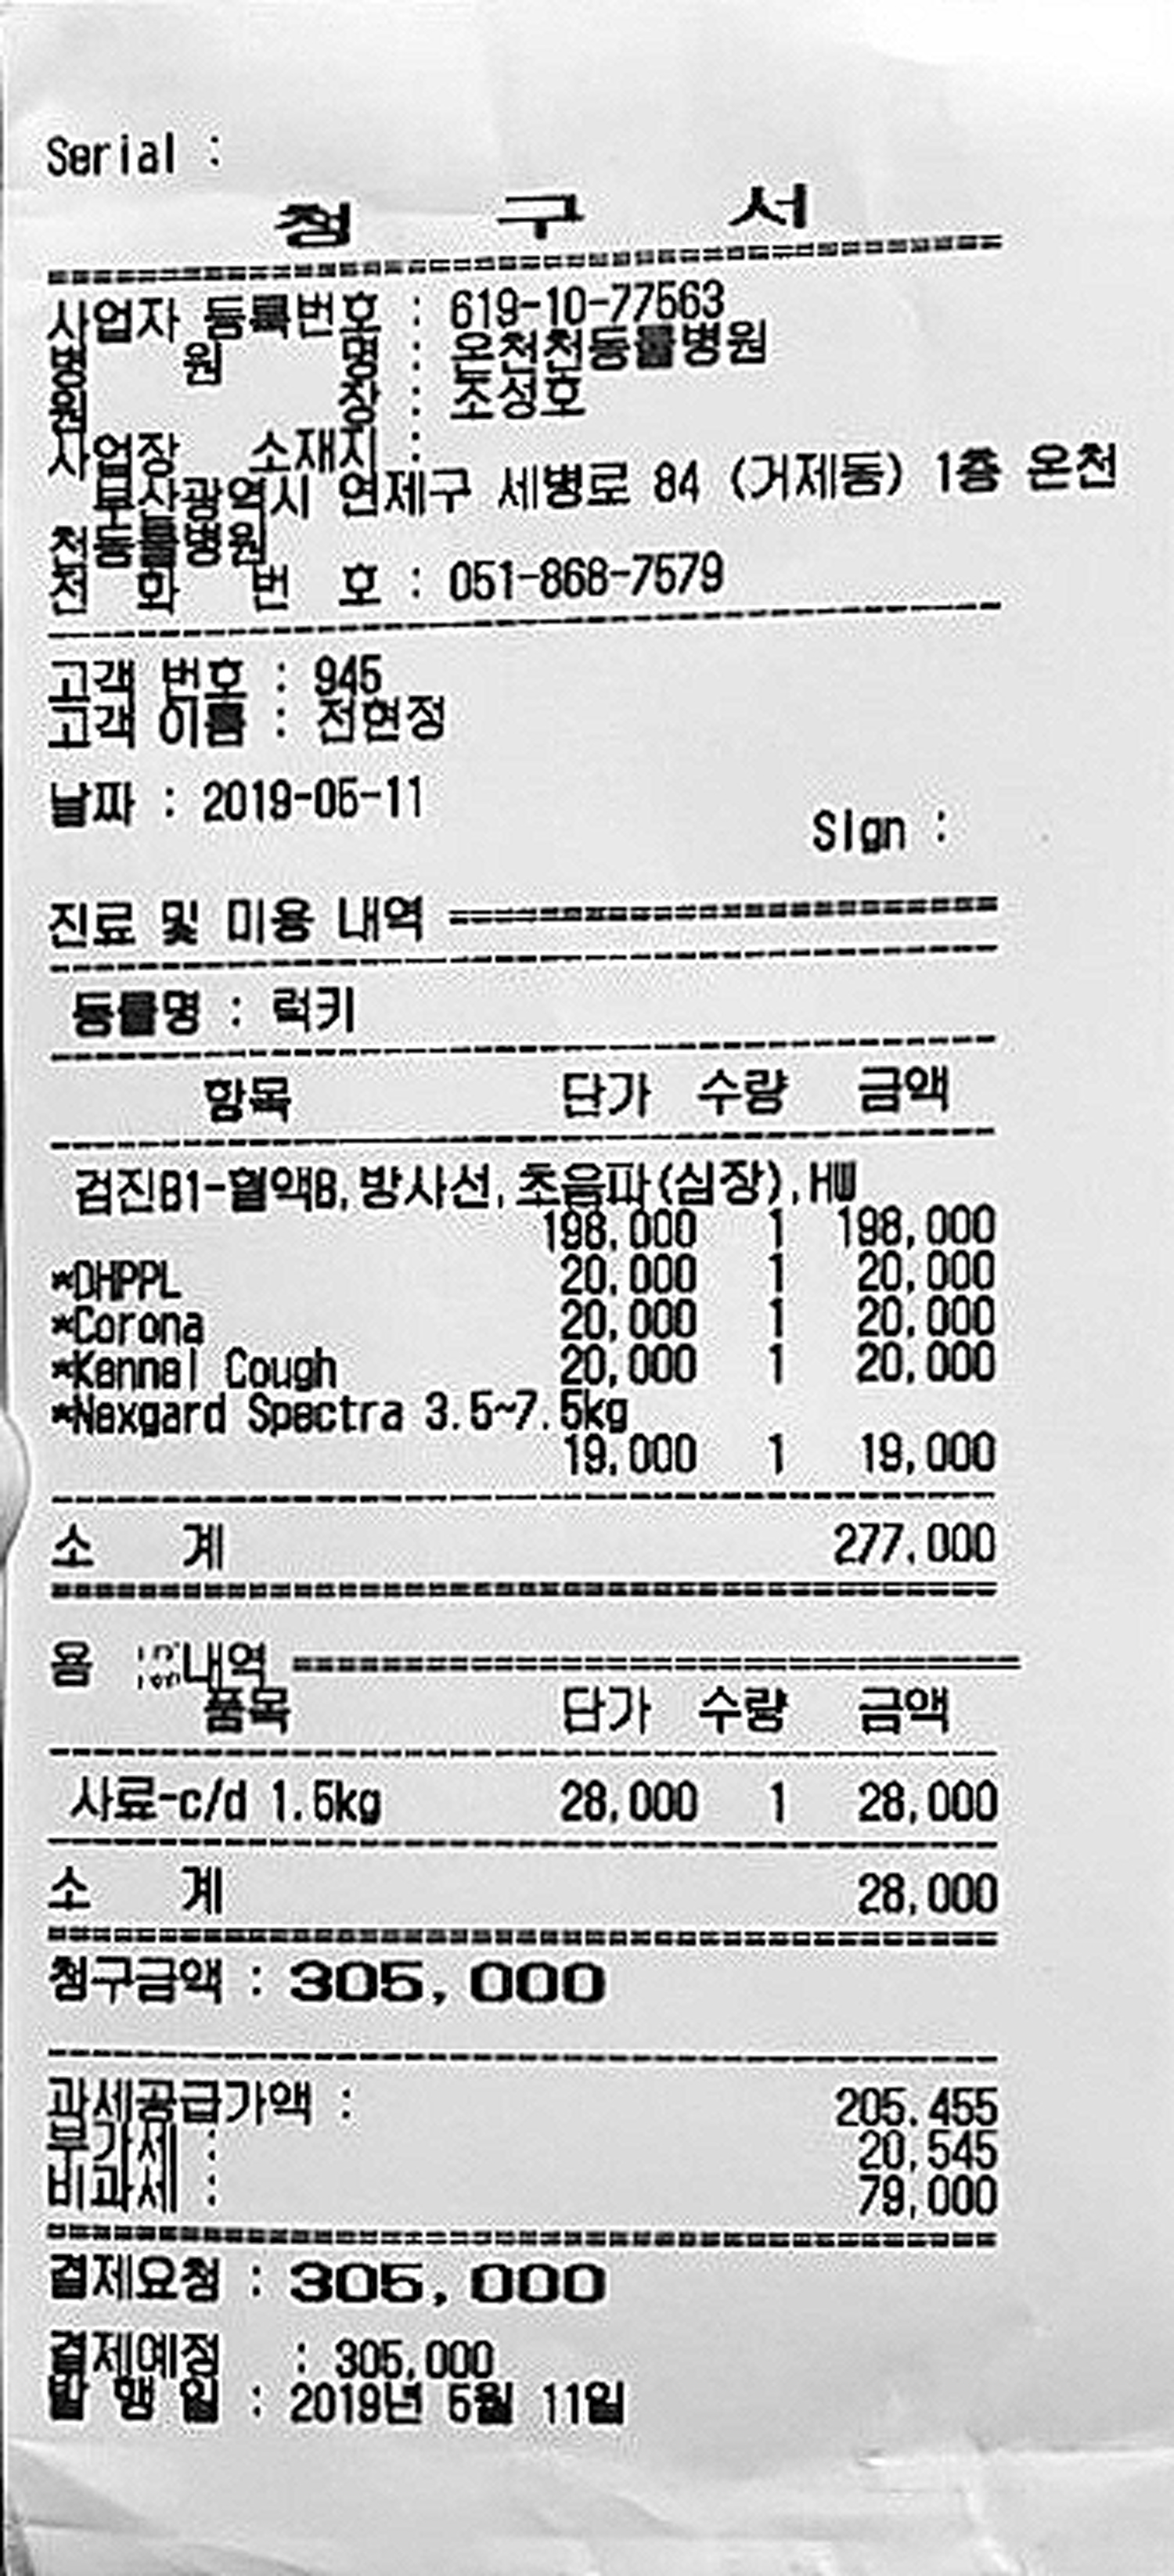 Serial :
청 구 서
사업자 등록번호 : 619-10-77563
병 원 명 : 온천천동물병원
원 장 : 조성호
사업장 소재지 :
부산광역시 연제구 세병로 84 (거제동) 1층 온천
천동물병원
전 화 번 호 : 051-868-7579
고객 번호 : 945
고객 이름 : 전현정
날짜 : 2019-05-11
Sign :
진료 및 미용 내역
동물명 : 럭키
항목 단가 수량 금액
검진B1-혈액B,방사선,초음파(심장),HW
198,000 1 198,000
*DHPPL 20,000 1 20,000
*Corona 20,000 1 20,000
*Kennel Cough 20,000 1 20,000
*Nexgard Spectra 3.5~7.5kg
19,000 1 19,000
소 계 277,000
용 품내역
품목 단가 수량 금액
사료-c/d 1.5kg 28,000 1 28,000
소 계 28,000
청구금액 : 305,000
과세공급가액 : 205,455
부가세 : 20,545
비과세 : 79,000
결제요청 : 305,000
결제예정 : 305,000
발 행 일 : 2019년 5월 11일